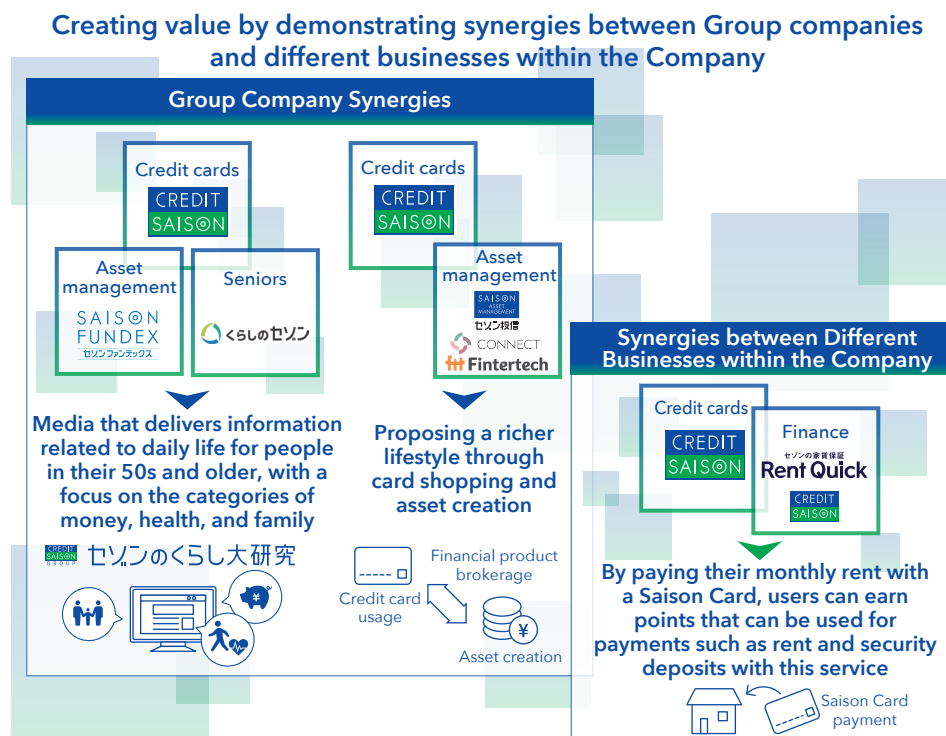 Creating value by demonstrating synergies between Group companies
and different businesses within the Company
Group Company Synergies
Credit cards
CREDIT
SAISON
Asset
management
SAISON
FUNDEX
セゾンファンデックス
Seniors
くらしのセゾン
Media that delivers information
related to daily life for people
in their 50s and older, with a
focus on the categories of
money, health, and family
CREDIT
SAISON
GROUP
セゾンのくらし大研究
¥
Credit cards
CREDIT
SAISON
Asset
management
SAISON
ASSET
MANAGEMENT
セゾン投信
CONNECT
Fintertech
Proposing a richer
lifestyle through
card shopping and
asset creation
Credit card
usage
Financial product
brokerage
¥
Asset creation
Synergies between Different
Businesses within the Company
Credit cards
CREDIT
SAISON
Finance
セゾンの家賃保証
Rent Quick
CREDIT
SAISON
By paying their monthly rent with
a Saison Card, users can earn
points that can be used for
payments such as rent and security
deposits with this service
Saison Card
payment